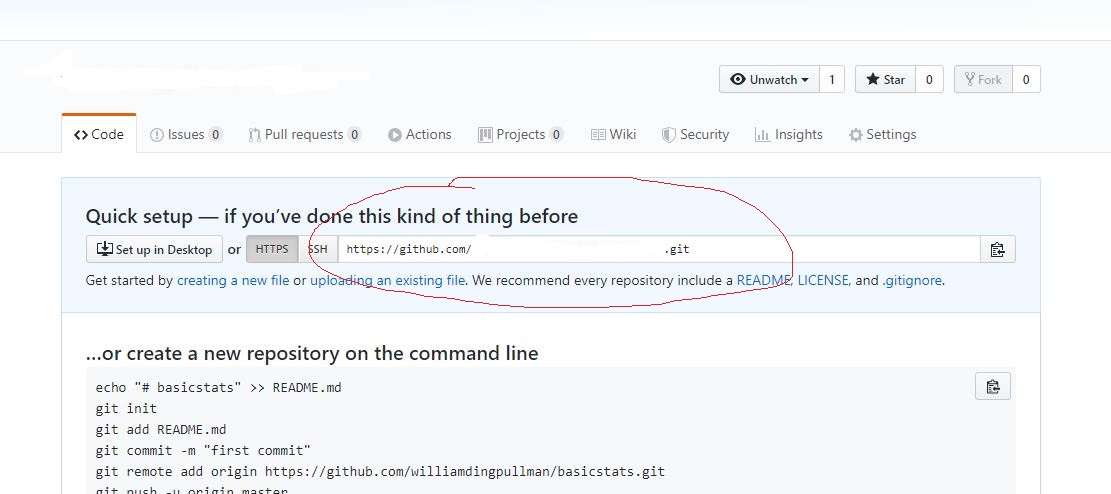 Unwatch 1 Star 0 Fork 0
Code Issues 0 Pull requests 0 Actions Projects 0 Wiki Security Insights Settings
Quick setup — if you’ve done this kind of thing before
Set up in Desktop or HTTPS SSH https://github.com/ .git
Get started by creating a new file or uploading an existing file. We recommend every repository include a README, LICENSE, and .gitignore.
…or create a new repository on the command line
echo "# basicstats" >> README.md
git init
git add README.md
git commit -m "first commit"
git remote add origin https://github.com/williamdingpullman/basicstats.git
git push -u origin master